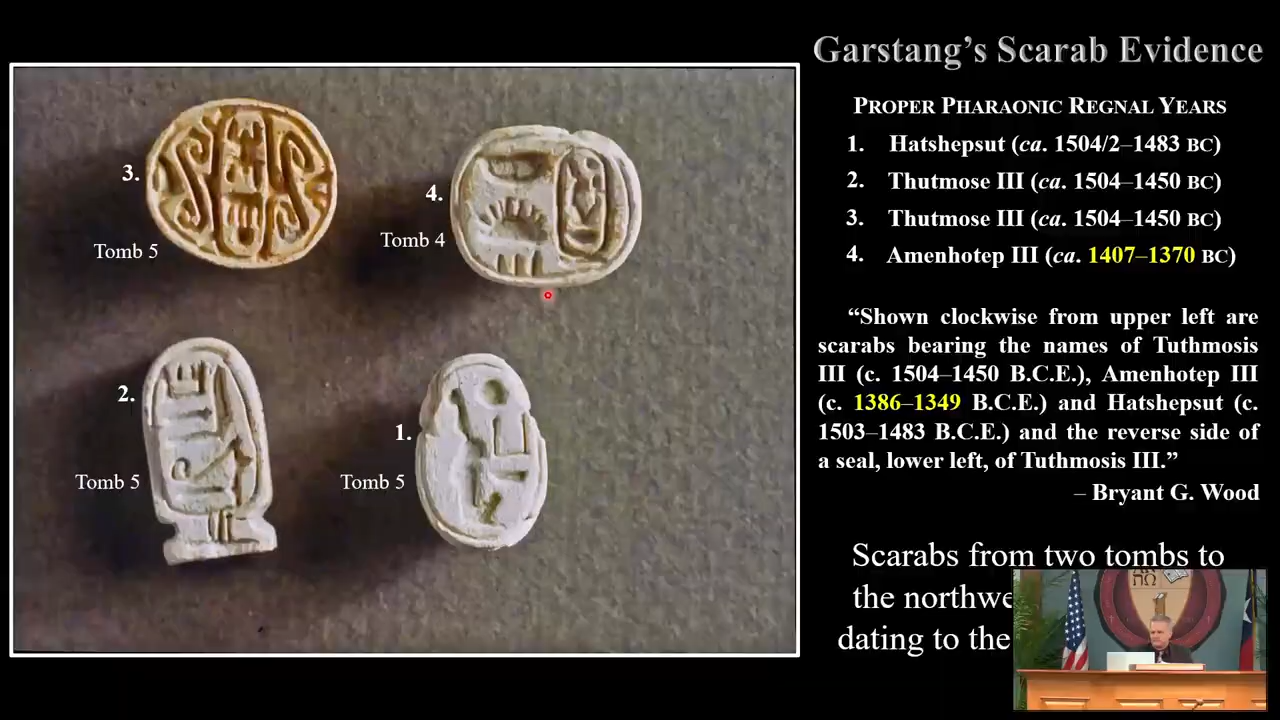 Garstang's Scarab Evidence
PROPER PHARAONIC REGNAL YEARS
1. Hatshepsut (ca. 1504/2–1483 BC)
2. Thutmose III (ca. 1504–1450 BC)
3. Thutmose III (ca. 1504–1450 BC)
4. Amenhotep III (ca. 1407–1370 BC)
“Shown clockwise from upper left are
scarabs bearing the names of Tuthmosis
III (c. 1504–1450 B.C.E.), Amenhotep III
(c. 1386–1349 B.C.E.) and Hatshepsut (c.
1503–1483 B.C.E.) and the reverse side of
a seal, lower left, of Tuthmosis III.”
– Bryant G. Wood
Scarabs from two tombs to
the
dating to the
3.
Tomb 5
4.
Tomb 4
2.
Tomb 5
1.
Tomb 5